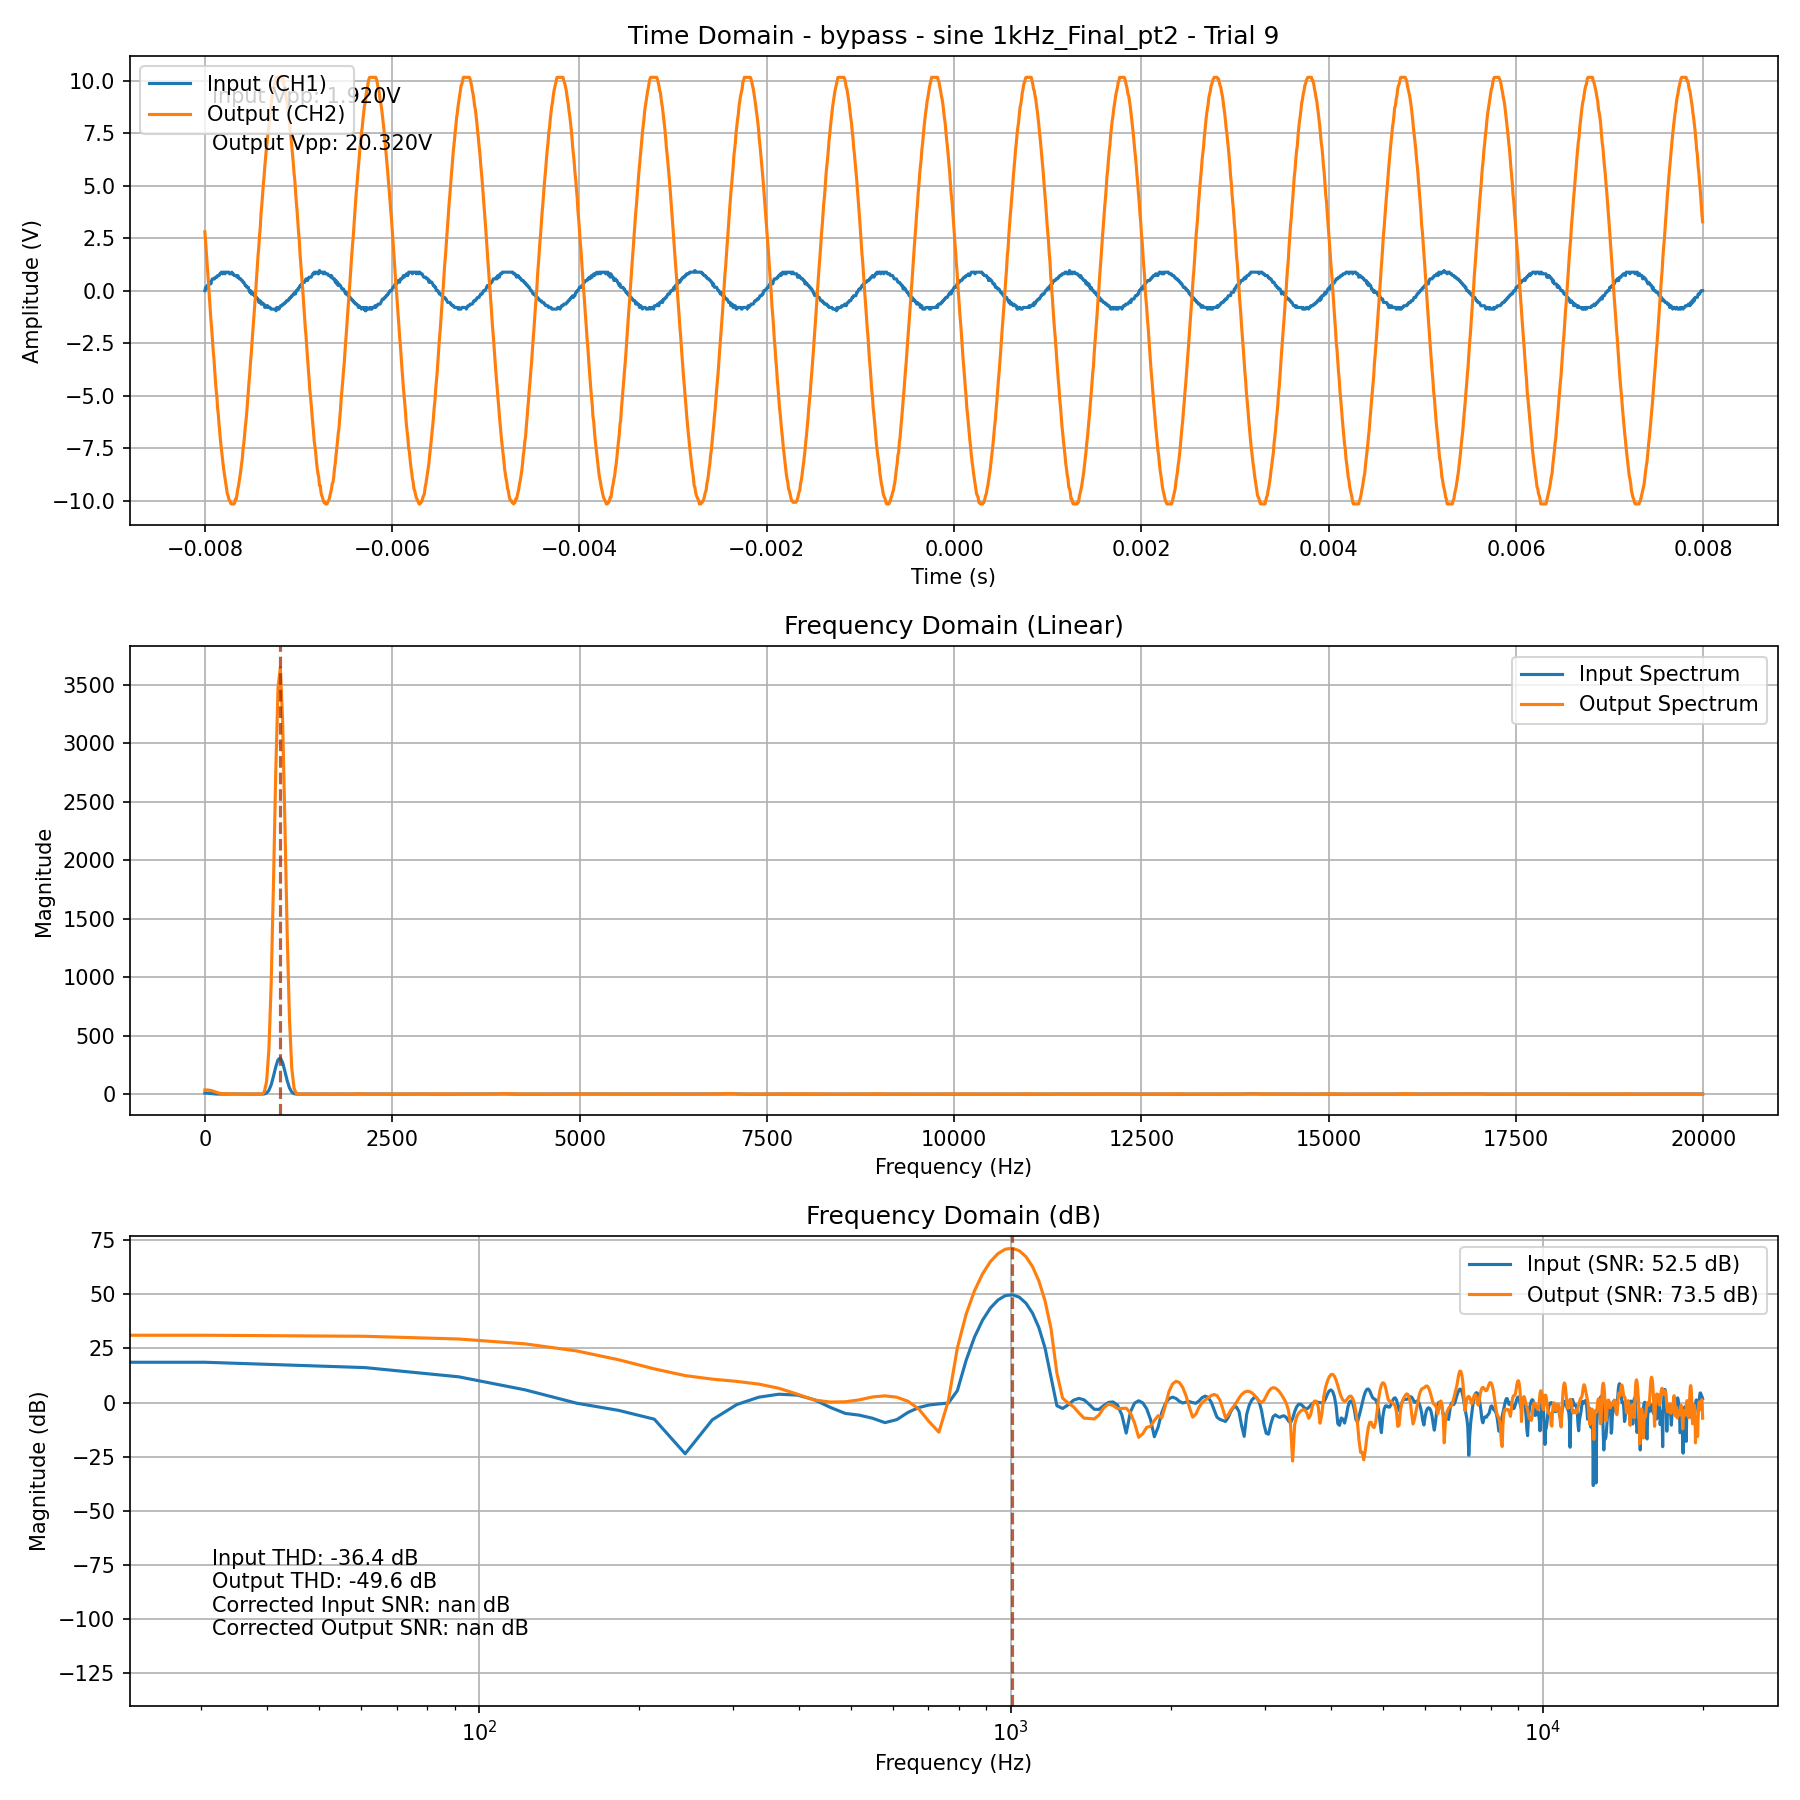 Time Domain - bypass - sine 1kHz_Final_pt2 - Trial 9
Input (CH1)
Input Vpp: 1.920V
Output (CH2)
Output Vpp: 20.320V
Amplitude (V)
10.0
7.5
5.0
2.5
0.0
−2.5
−5.0
−7.5
−10.0
−0.008 −0.006 −0.004 −0.002 0.000 0.002 0.004 0.006 0.008
Time (s)
Frequency Domain (Linear)
Input Spectrum
Output Spectrum
Magnitude
3500
3000
2500
2000
1500
1000
500
0
0 2500 5000 7500 10000 12500 15000 17500 20000
Frequency (Hz)
Frequency Domain (dB)
Input (SNR: 52.5 dB)
Output (SNR: 73.5 dB)
Magnitude (dB)
75
50
25
0
−25
−50
−75
−100
−125
Input THD: -36.4 dB
Output THD: -49.6 dB
Corrected Input SNR: nan dB
Corrected Output SNR: nan dB
10² 10³ 10⁴
Frequency (Hz)